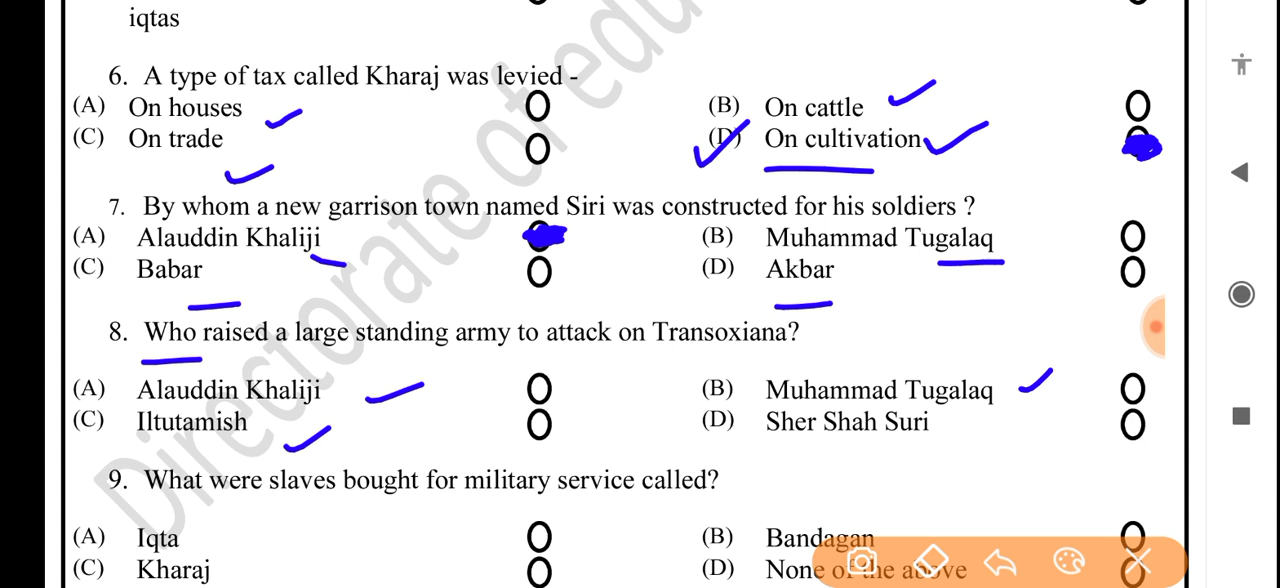 iqtas
6. A type of tax called Kharaj was levied -
(A) On houses (B) On cattle
(C) On trade (D) On cultivation
7. By whom a new garrison town named Siri was constructed for his soldiers ?
(A) Alauddin Khaliji (B) Muhammad Tugalaq
(C) Babar (D) Akbar
8. Who raised a large standing army to attack on Transoxiana?
(A) Alauddin Khaliji (B) Muhammad Tugalaq
(C) Iltutamish (D) Sher Shah Suri
9. What were slaves bought for military service called?
(A) Iqta (B) Bandagan
(C) Kharaj (D) None of the above
Directorate of edu